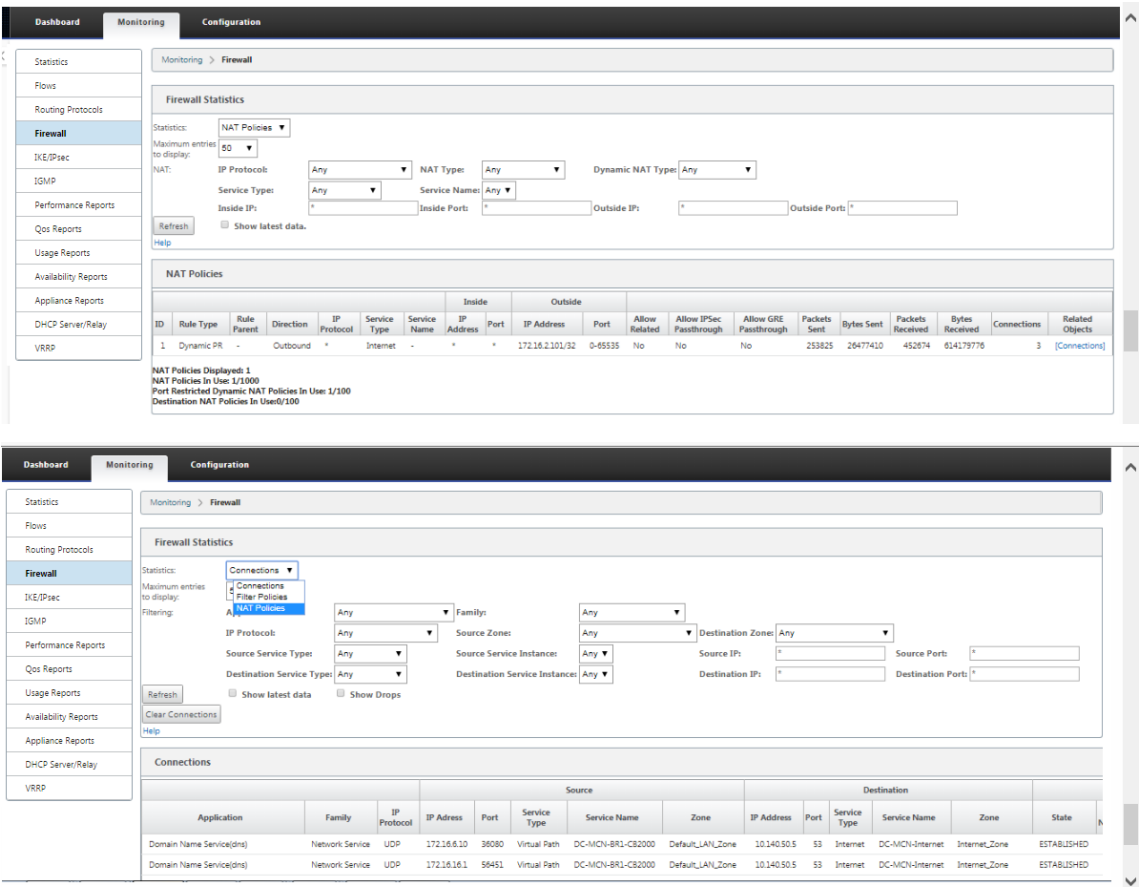 Dashboard Monitoring Configuration
Monitoring > Firewall
Statistics
Flows
Routing Protocols
Firewall
IKE/IPsec
IGMP
Performance Reports
Qos Reports
Usage Reports
Availability Reports
Appliance Reports
DHCP Server/Relay
VRRP
Firewall Statistics
Statistics: NAT Policies
Maximum entries to display: 50
NAT: IP Protocol: Any NAT Type: Any Dynamic NAT Type: Any
Service Type: Any Service Name: Any
Inside IP: * Inside Port: * Outside IP: * Outside Port: *
Refresh Show latest data.
Help
NAT Policies
Inside Outside
ID Rule Type Rule Parent Direction IP Protocol Service Type Service Name IP Address Port IP Address Port Allow Related Allow IPSec Passthrough Allow GRE Passthrough Packets Sent Bytes Sent Packets Received Bytes Received Connections Related Objects
1 Dynamic PR - Outbound * Internet - * * 172.16.2.101/32 0-65535 No No No 253825 26477410 452674 614179776 3 [Connections]
NAT Policies Displayed: 1
NAT Policies In Use: 1/1000
Port Restricted Dynamic NAT Policies In Use: 1/100
Destination NAT Policies In Use:0/100
Dashboard Monitoring Configuration
Monitoring > Firewall
Statistics
Flows
Routing Protocols
Firewall
IKE/IPsec
IGMP
Performance Reports
Qos Reports
Usage Reports
Availability Reports
Appliance Reports
DHCP Server/Relay
VRRP
Firewall Statistics
Statistics: Connections
Connections
Filter Policies
NAT Policies
Maximum entries to display:
Filtering: Any Family: Any
IP Protocol: Any Source Zone: Any Destination Zone: Any
Source Service Type: Any Source Service Instance: Any Source IP: * Source Port: *
Destination Service Type: Any Destination Service Instance: Any Destination IP: * Destination Port: *
Refresh Show latest data Show Drops
Clear Connections
Help
Connections
Source Destination
Application Family IP Protocol IP Adress Port Service Type Service Name Zone IP Address Port Service Type Service Name Zone State
Domain Name Service(dns) Network Service UDP 172.16.6.10 36080 Virtual Path DC-MCN-BR1-CB2000 Default_LAN_Zone 10.140.50.5 53 Internet DC-MCN-Internet Internet_Zone ESTABLISHED
Domain Name Service(dns) Network Service UDP 172.16.16.1 56451 Virtual Path DC-MCN-BR1-CB2000 Default_LAN_Zone 10.140.50.5 53 Internet DC-MCN-Internet Internet_Zone ESTABLISHED